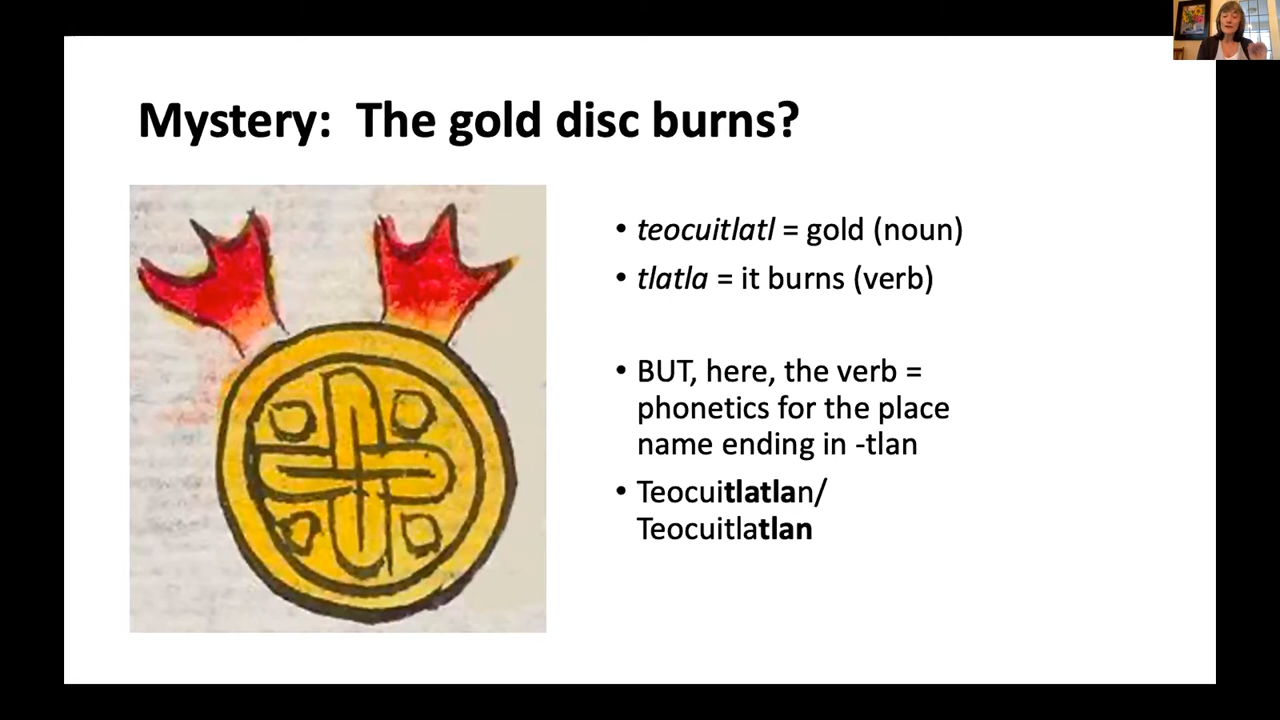 Mystery: The gold disc burns?
• teocuitlatl = gold (noun)
• tlatla = it burns (verb)
• BUT, here, the verb =
phonetics for the place
name ending in -tlan
• Teocuitlatlan/
Teocuitlatlan